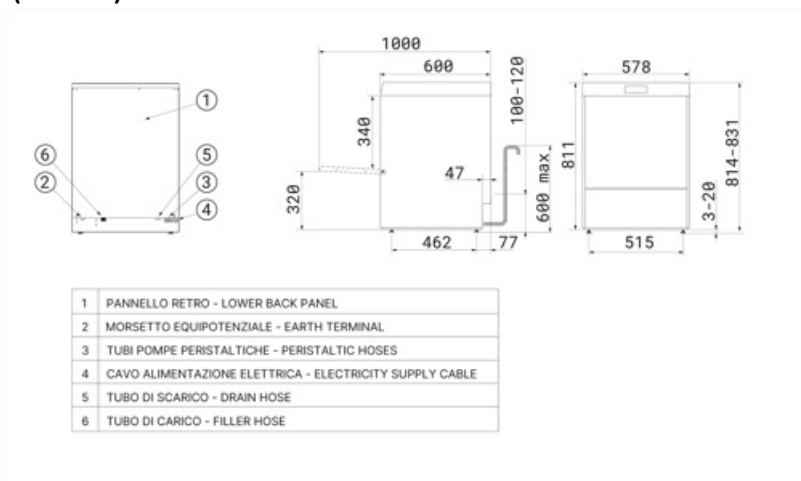 1000
600
578
100-120
340
811
814-831
1
6
5
2
3
4
47
600 max
320
3-20
462
77
515
1 PANNELLO RETRO - LOWER BACK PANEL
2 MORSETTO EQUIPOTENZIALE - EARTH TERMINAL
3 TUBI POMPE PERISTALTICHE - PERISTALTIC HOSES
4 CAVO ALIMENTAZIONE ELETTRICA - ELECTRICITY SUPPLY CABLE
5 TUBO DI SCARICO - DRAIN HOSE
6 TUBO DI CARICO - FILLER HOSE